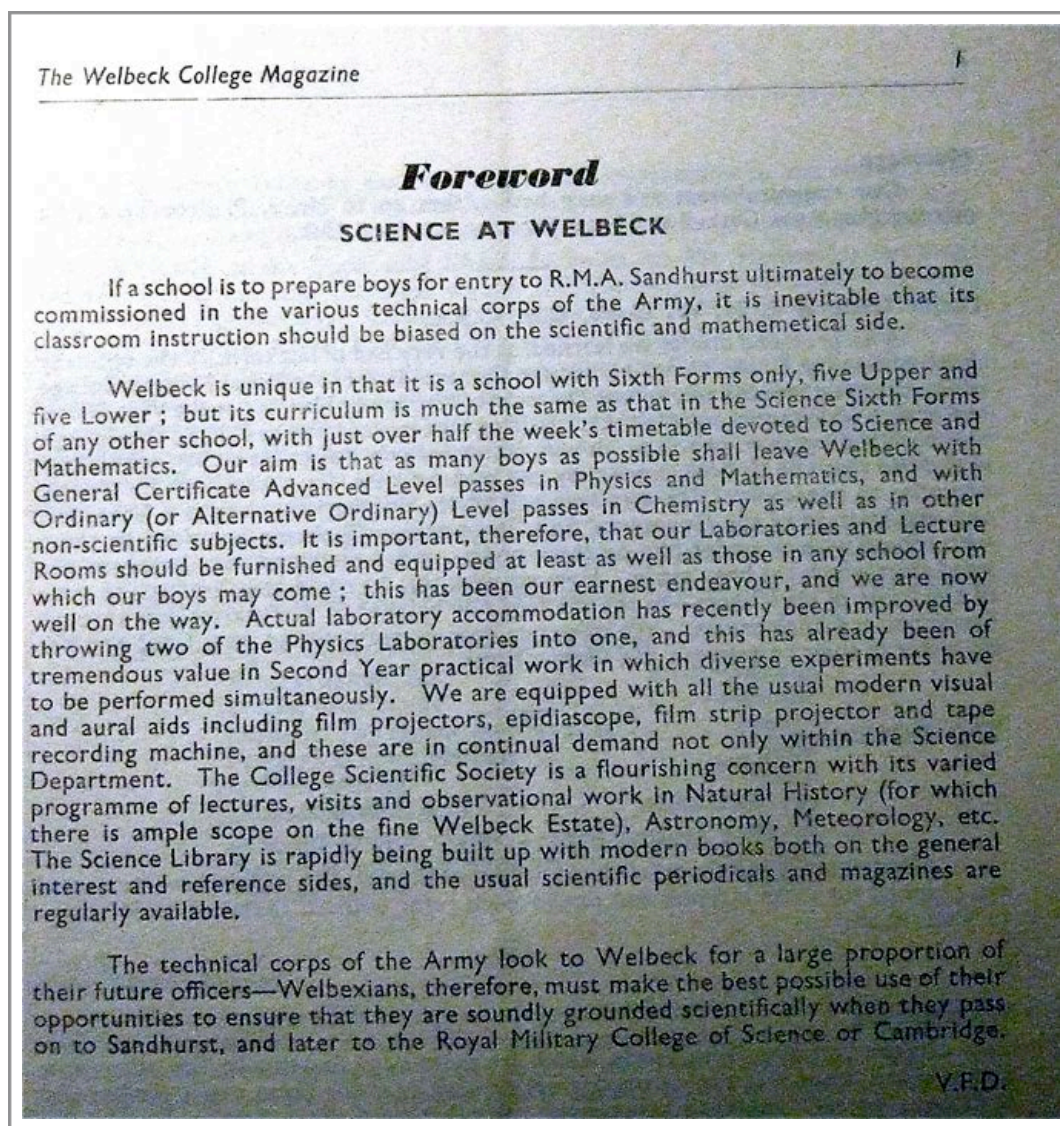 The Welbeck College Magazine
1
Foreword
SCIENCE AT WELBECK
If a school is to prepare boys for entry to R.M.A. Sandhurst ultimately to become
commissioned in the various technical corps of the Army, it is inevitable that its
classroom instruction should be biased on the scientific and mathemetical side.
Welbeck is unique in that it is a school with Sixth Forms only, five Upper and
five Lower ; but its curriculum is much the same as that in the Science Sixth Forms
of any other school, with just over half the week's timetable devoted to Science and
Mathematics. Our aim is that as many boys as possible shall leave Welbeck with
General Certificate Advanced Level passes in Physics and Mathematics, and with
Ordinary (or Alternative Ordinary) Level passes in Chemistry as well as in other
non-scientific subjects. It is important, therefore, that our Laboratories and Lecture
Rooms should be furnished and equipped at least as well as those in any school from
which our boys may come ; this has been our earnest endeavour, and we are now
well on the way. Actual laboratory accommodation has recently been improved by
throwing two of the Physics Laboratories into one, and this has already been of
tremendous value in Second Year practical work in which diverse experiments have
to be performed simultaneously. We are equipped with all the usual modern visual
and aural aids including film projectors, epidiascope, film strip projector and tape
recording machine, and these are in continual demand not only within the Science
Department. The College Scientific Society is a flourishing concern with its varied
programme of lectures, visits and observational work in Natural History (for which
there is ample scope on the fine Welbeck Estate), Astronomy, Meteorology, etc.
The Science Library is rapidly being built up with modern books both on the general
interest and reference sides, and the usual scientific periodicals and magazines are
regularly available.
The technical corps of the Army look to Welbeck for a large proportion of
their future officers—Welbexians, therefore, must make the best possible use of their
opportunities to ensure that they are soundly grounded scientifically when they pass
on to Sandhurst, and later to the Royal Military College of Science or Cambridge.
V.F.D.